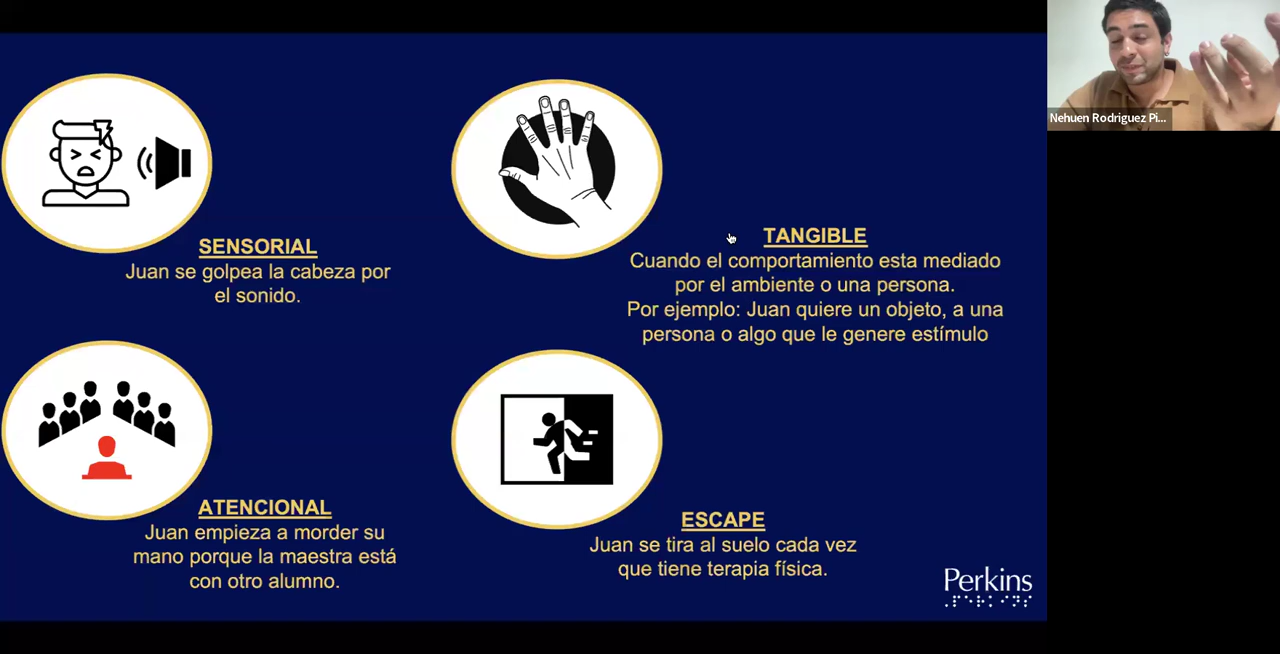 Nehuen Rodriguez Pi...
SENSORIAL
Juan se golpea la cabeza por
el sonido.
TANGIBLE
Cuando el comportamiento esta mediado
por el ambiente o una persona.
Por ejemplo: Juan quiere un objeto, a una
persona o algo que le genere estímulo
ATENCIONAL
Juan empieza a morder su
mano porque la maestra está
con otro alumno.
ESCAPE
Juan se tira al suelo cada vez
que tiene terapia física.
Perkins
⠠⠏⠑⠗⠅⠊⠝⠎